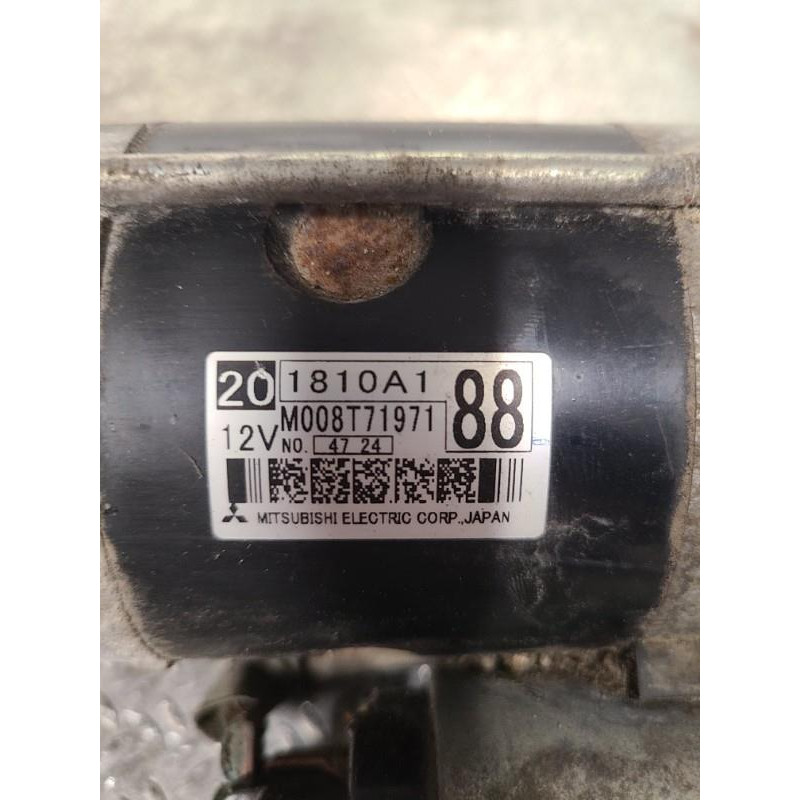 20 1810A1 88
12V M008T71971
NO. 47 24
MITSUBISHI ELECTRIC CORP.,JAPAN